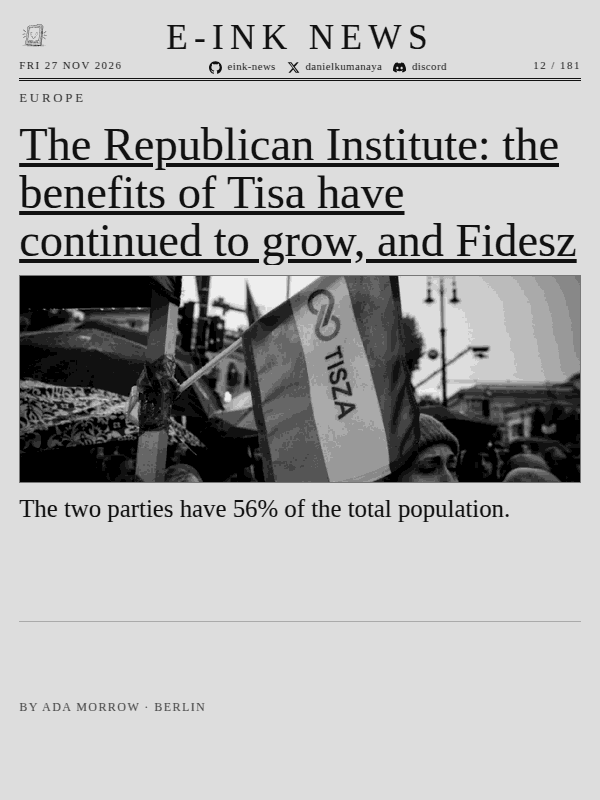 E-INK NEWS
FRI 27 NOV 2026
eink-news danielkumanaya discord
12 / 181
EUROPE
The Republican Institute: the
benefits of Tisa have
continued to grow, and Fidesz
TISZA
The two parties have 56% of the total population.
BY ADA MORROW · BERLIN